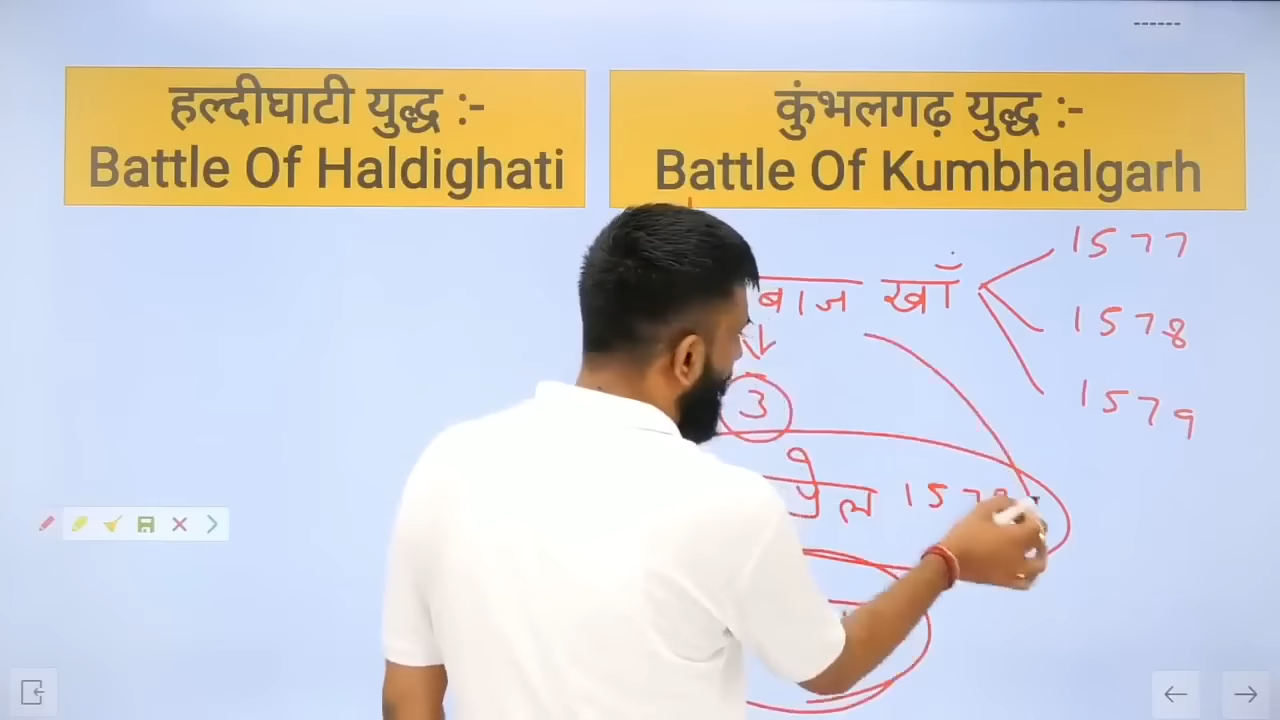 ------
हल्दीघाटी युद्ध :-
Battle Of Haldighati
कुंभलगढ़ युद्ध :-
Battle Of Kumbhalgarh
बाज खाँ
1577
1578
1579
3